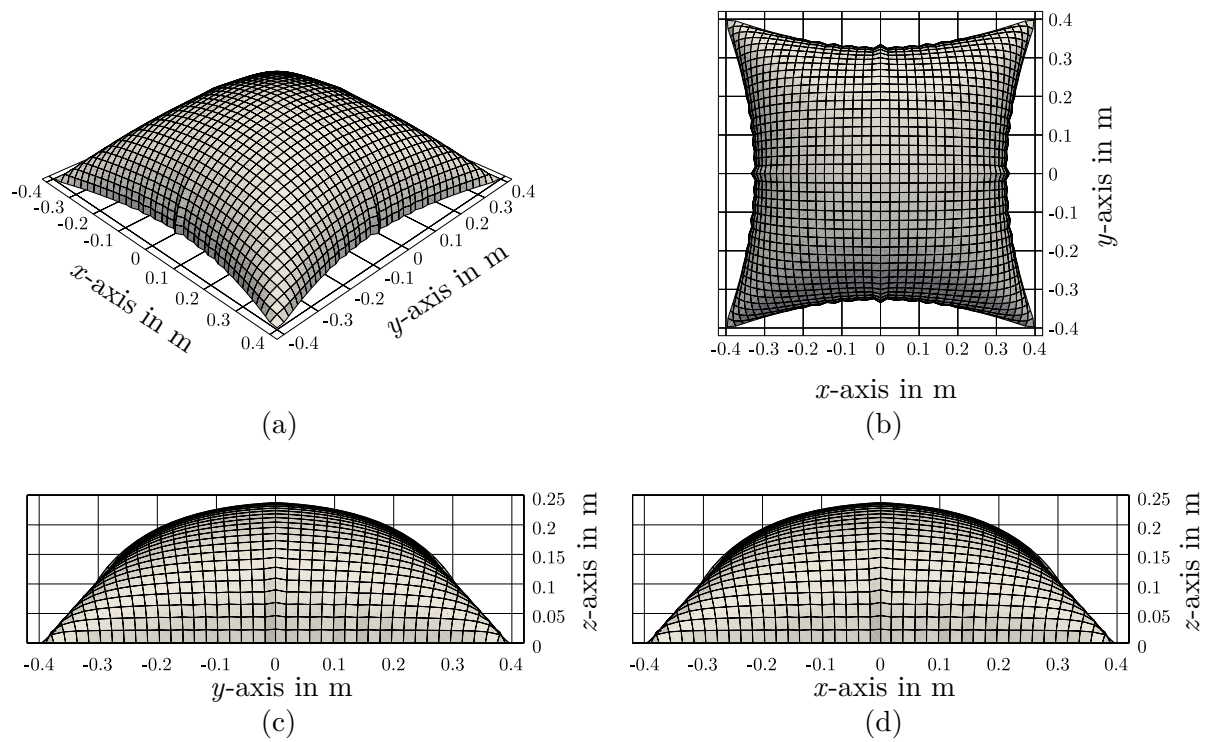 -0.4 0.4
-0.3 0.3
-0.2 0.2
-0.1 0.1
0 0
0.1 -0.1
0.2 -0.2
0.3 -0.3
0.4 -0.4
x-axis in m
y-axis in m
(a)
0.4
0.3
0.2
0.1
0
-0.1
-0.2
-0.3
-0.4
y-axis in m
-0.4 -0.3 -0.2 -0.1 0 0.1 0.2 0.3 0.4
x-axis in m
(b)
0.25
0.2
0.15
0.1
0.05
0
z-axis in m
-0.4 -0.3 -0.2 -0.1 0 0.1 0.2 0.3 0.4
y-axis in m
(c)
0.25
0.2
0.15
0.1
0.05
0
z-axis in m
-0.4 -0.3 -0.2 -0.1 0 0.1 0.2 0.3 0.4
x-axis in m
(d)